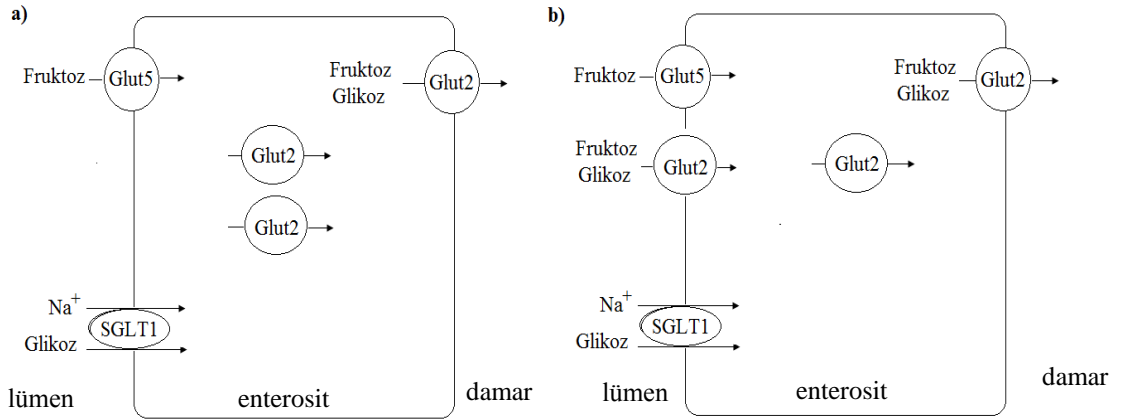 a)
Fruktoz
Glut5
Fruktoz
Glikoz
Glut2
Glut2
Glut2
Na+
SGLT1
Glikoz
lümen
enterosit
damar
b)
Fruktoz
Glut5
Fruktoz
Glikoz
Glut2
Fruktoz
Glikoz
Glut2
Glut2
Na+
SGLT1
Glikoz
lümen
enterosit
damar